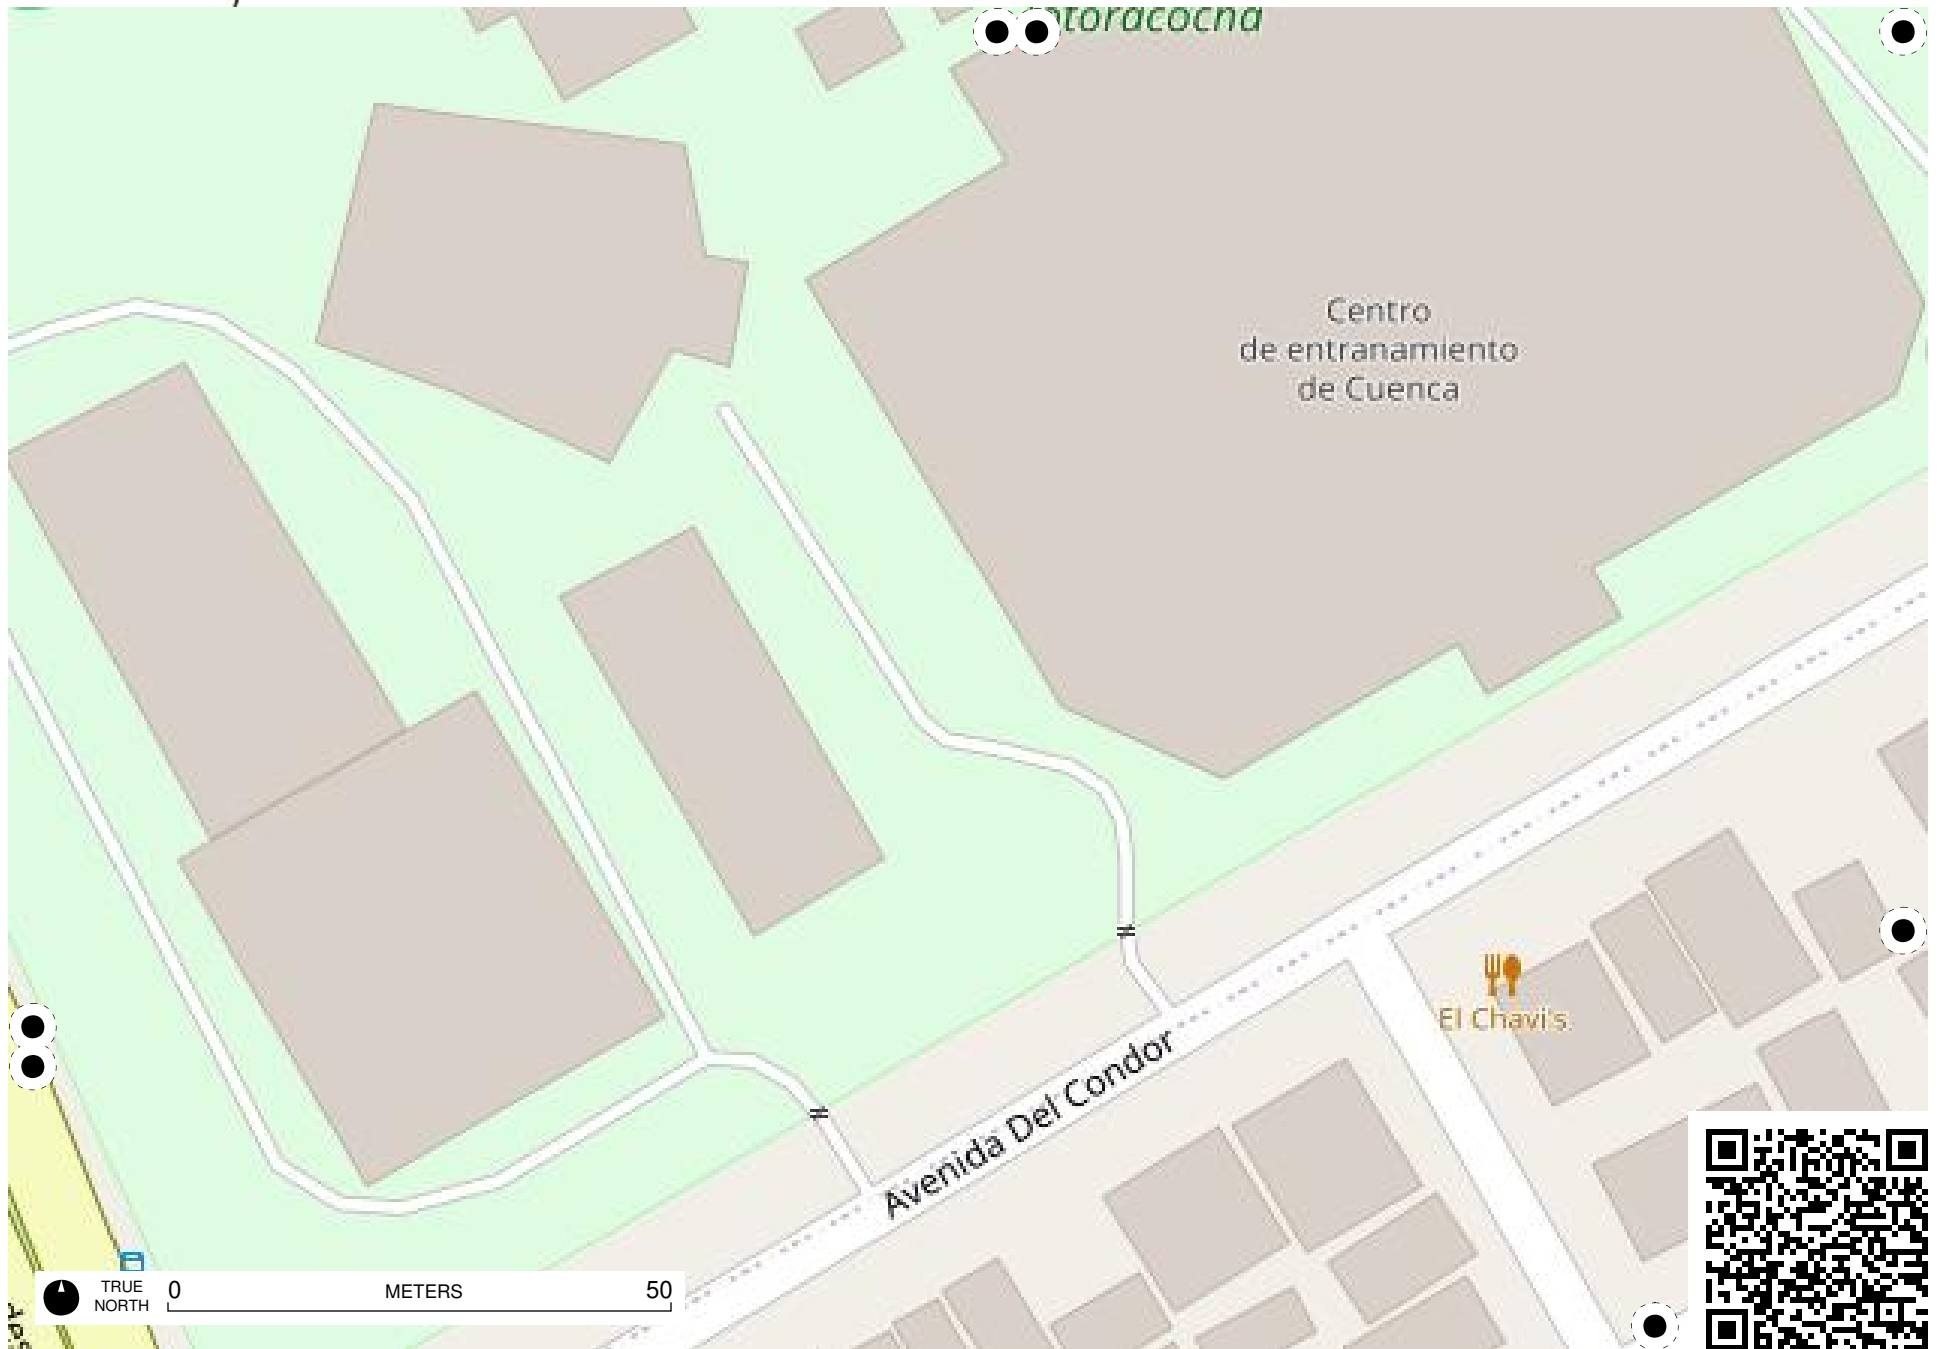 Centro
de entranamiento
de Cuenca
El Chavi's
Avenida Del Condor
TRUE
NORTH
0
METERS
50